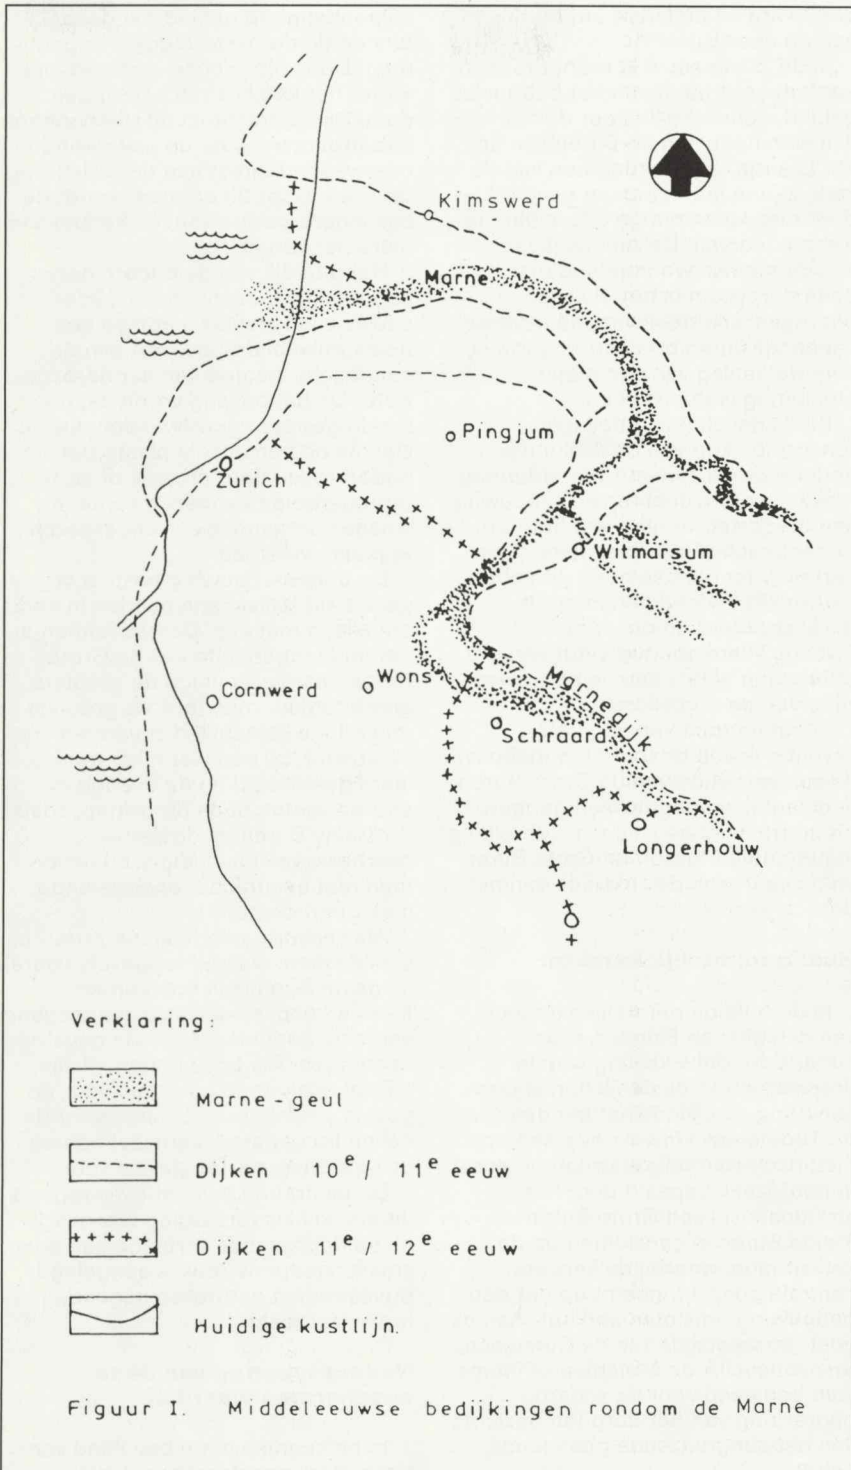 Kimswerd
Marne
Pingjum
Zurich
Witmarsum
Marnedijk
Wons
Cornwerd
Schraard
Longerhouw
Verklaring:
Marne-geul
Dijken 10e/11e eeuw
Dijken 11e/12e eeuw
Huidige kustlijn.
Figuur I. Middeleeuwse bedijkingen rondom de Marne